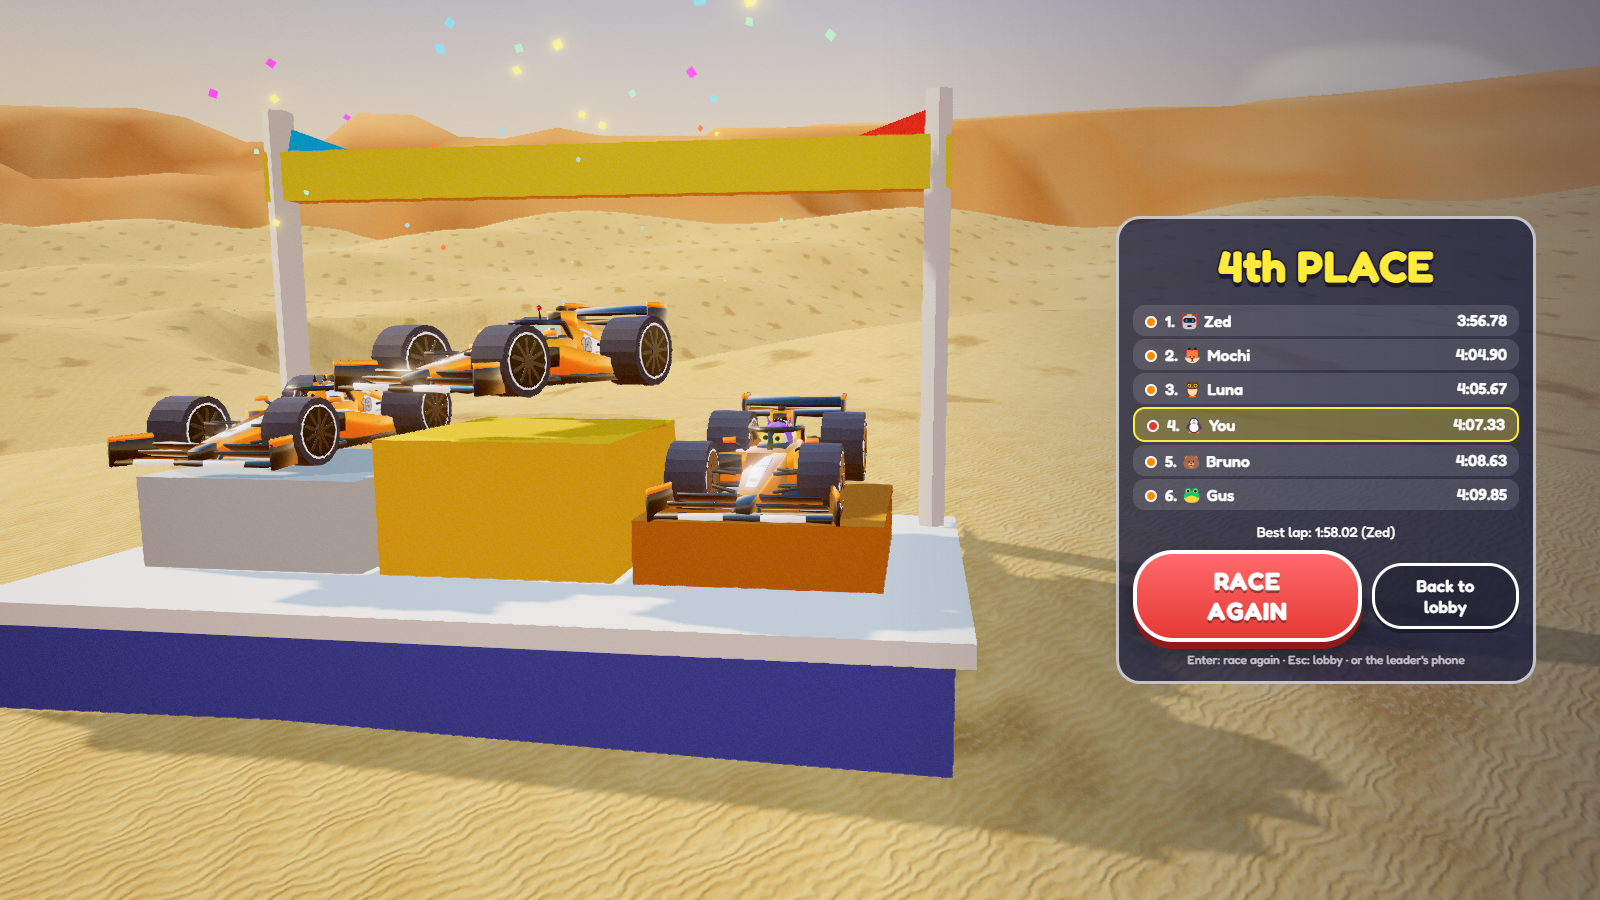 4th PLACE
1. Zed 3:56.78
2. Mochi 4:04.90
3. Luna 4:05.67
4. You 4:07.33
5. Bruno 4:08.63
6. Gus 4:09.85
Best lap: 1:58.02 (Zed)
RACE
AGAIN
Back to
lobby
Enter: race again · Esc: lobby · or the leader's phone